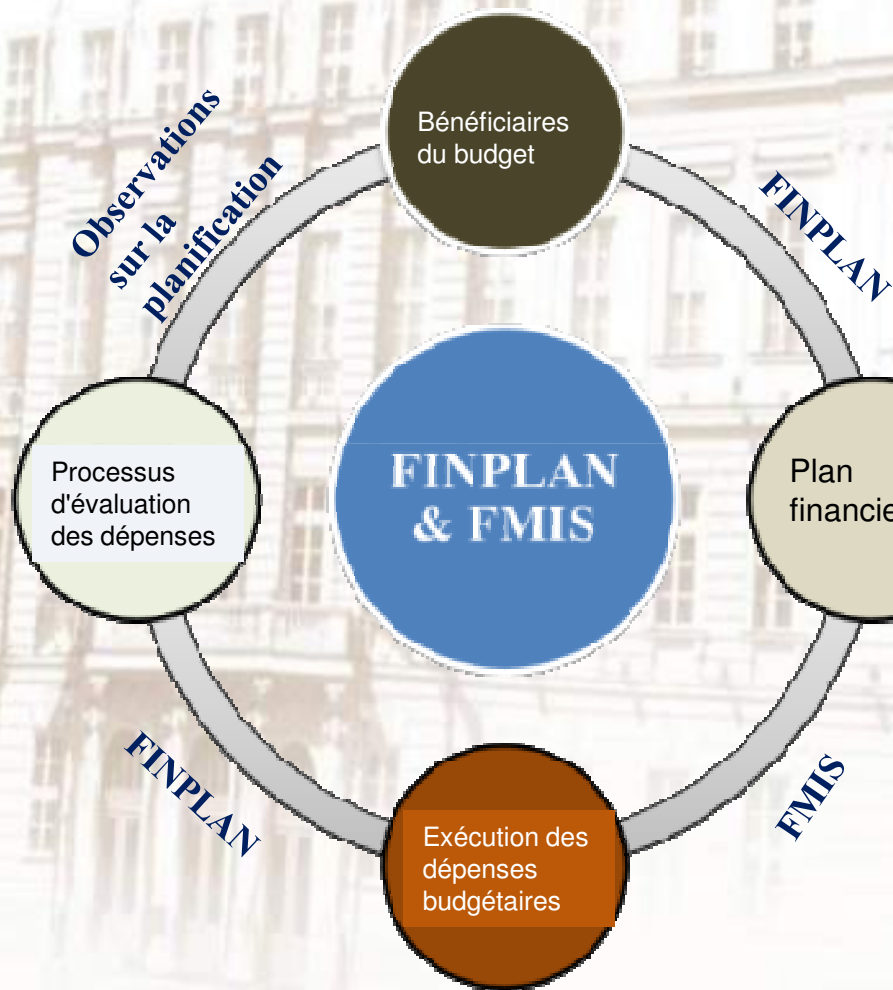 Bénéficiaires
du budget
Observations
sur la
planification
FINPLAN
Processus
d'évaluation
des dépenses
FINPLAN
& FMIS
Plan
financie
FINPLAN
FMIS
Exécution des
dépenses
budgétaires